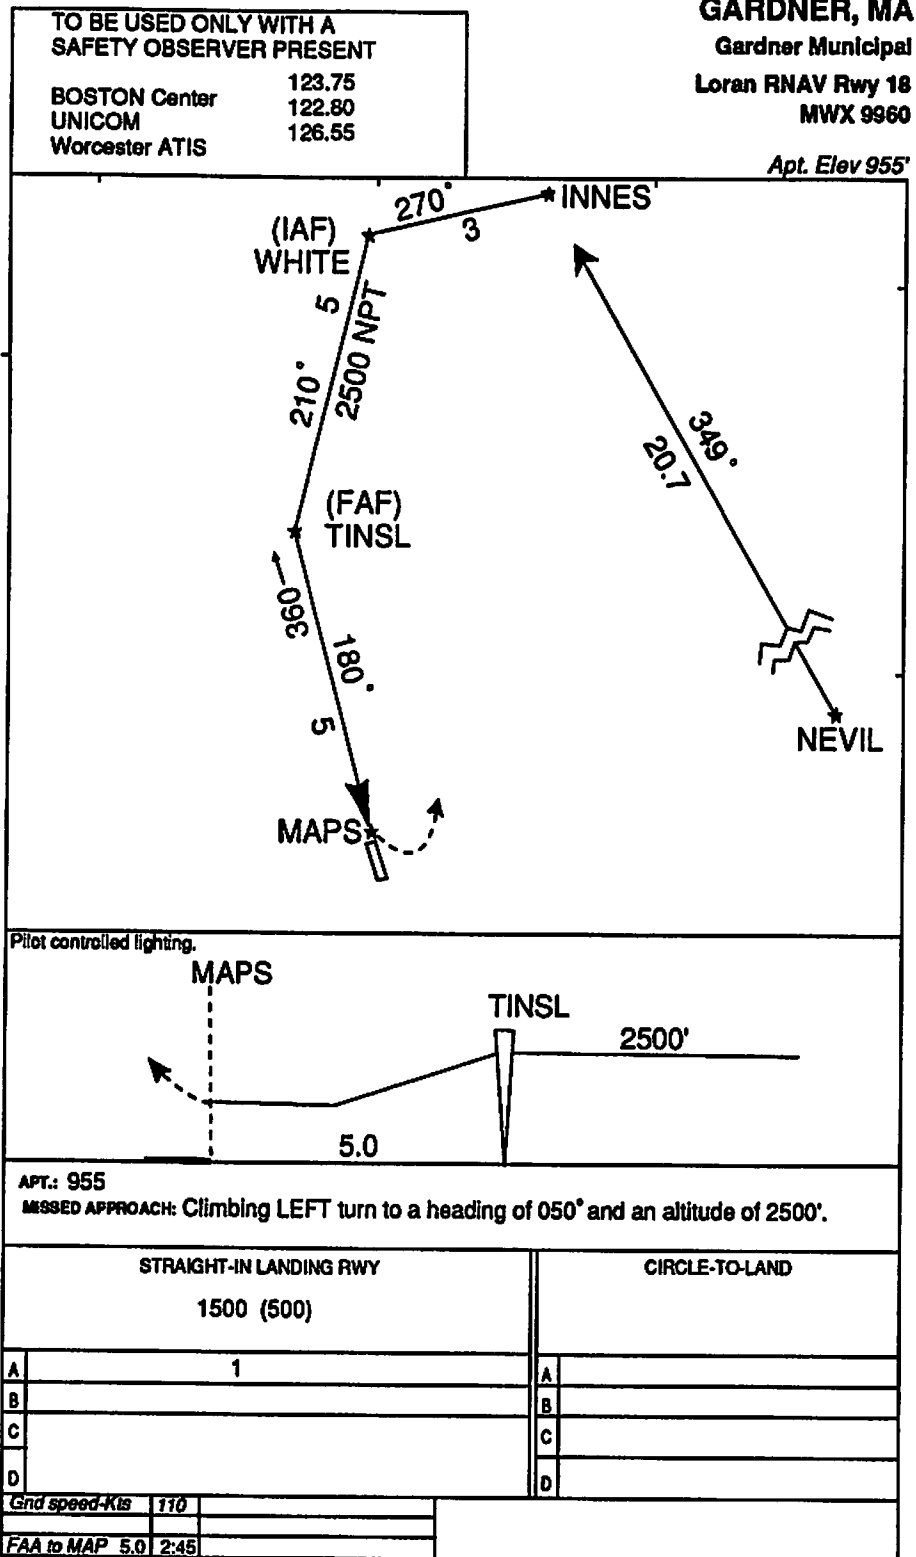 TO BE USED ONLY WITH A
SAFETY OBSERVER PRESENT
BOSTON Center 123.75
UNICOM 122.80
Worcester ATIS 126.55
GARDNER, MA
Gardner Municipal
Loran RNAV Rwy 18
MWX 9960
Apt. Elev 955'
270°
INNES
3
(IAF)
WHITE
5
2500 NPT
210°
349°
20.7
(FAF)
TINSL
360
180°
5
NEVIL
MAPS
Pilot controlled lighting.
MAPS
TINSL
2500'
5.0
APT.: 955
MISSED APPROACH: Climbing LEFT turn to a heading of 050° and an altitude of 2500'.
STRAIGHT-IN LANDING RWY
1500 (500)
CIRCLE-TO-LAND
A 1
B
C
D
A
B
C
D
Gnd speed-Kts 110
FAA to MAP 5.0 2:45